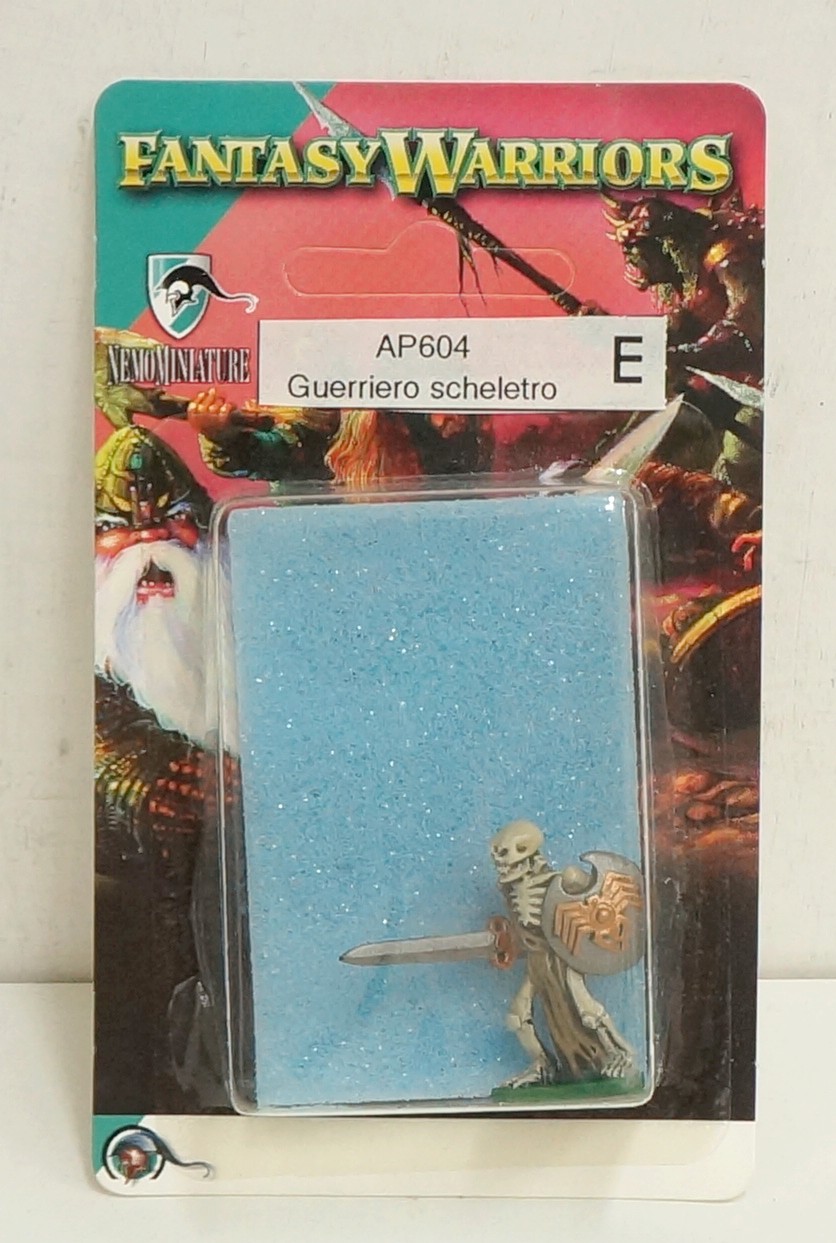 FANTASY WARRIORS
NEMOMINIATURE
AP604
E
Guerriero scheletro